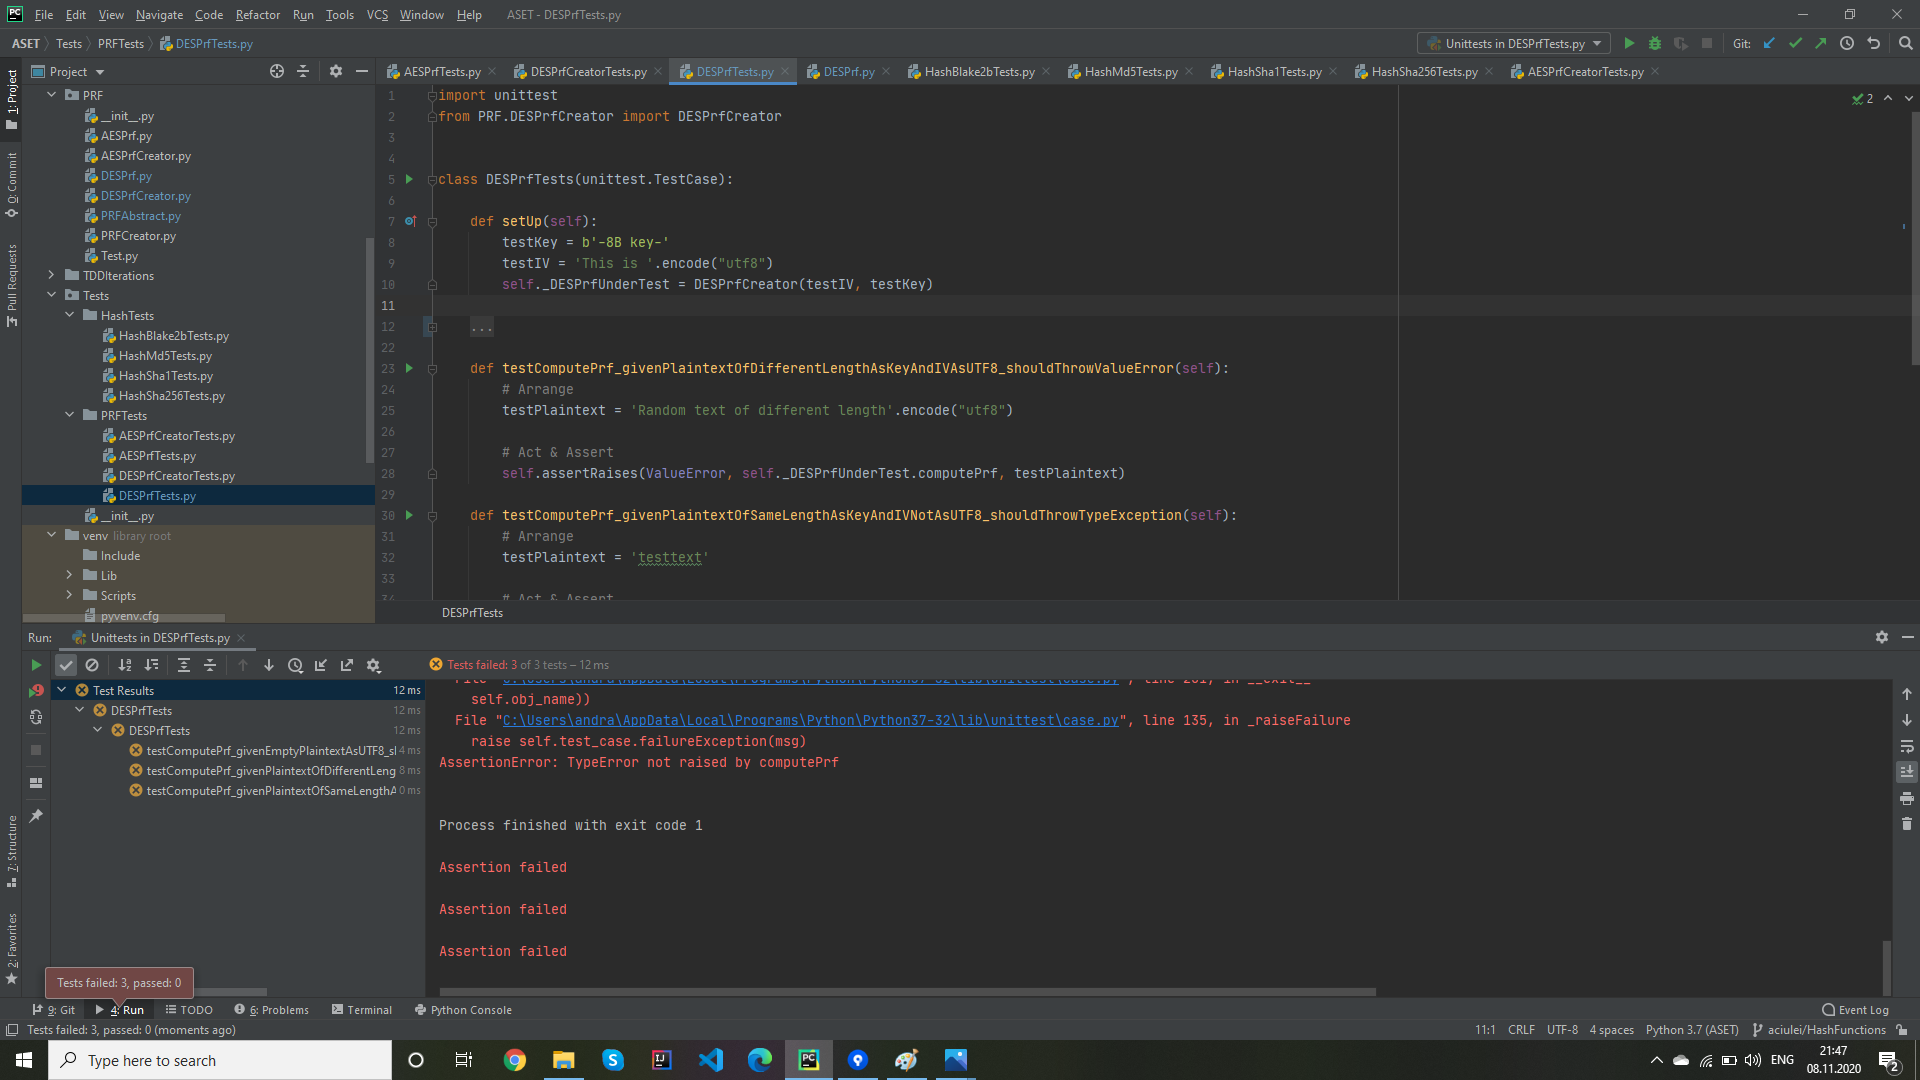 File Edit View Navigate Code Refactor Run Tools VCS Window Help ASET - DESPrfTests.py
ASET Tests PRFTests DESPrfTests.py Unittests in DESPrfTests.py Git:
1: Project
0: Commit
Pull Requests
7: Structure
2: Favorites
Project
PRF
__init__.py
AESPrf.py
AESPrfCreator.py
DESPrf.py
DESPrfCreator.py
PRFAbstract.py
PRFCreator.py
Test.py
TDDIterations
Tests
HashTests
HashBlake2bTests.py
HashMd5Tests.py
HashSha1Tests.py
HashSha256Tests.py
PRFTests
AESPrfCreatorTests.py
AESPrfTests.py
DESPrfCreatorTests.py
DESPrfTests.py
__init__.py
venv library root
Include
Lib
Scripts
pyvenv.cfg
AESPrfTests.py DESPrfCreatorTests.py DESPrfTests.py DESPrf.py HashBlake2bTests.py HashMd5Tests.py HashSha1Tests.py HashSha256Tests.py AESPrfCreatorTests.py
2
1 import unittest
2 from PRF.DESPrfCreator import DESPrfCreator
3
4
5 class DESPrfTests(unittest.TestCase):
6
7 def setUp(self):
8 testKey = b'-8B key-'
9 testIV = 'This is '.encode("utf8")
10 self._DESPrfUnderTest = DESPrfCreator(testIV, testKey)
11
12 ...
22
23 def testComputePrf_givenPlaintextOfDifferentLengthAsKeyAndIVAsUTF8_shouldThrowValueError(self):
24 # Arrange
25 testPlaintext = 'Random text of different length'.encode("utf8")
26
27 # Act & Assert
28 self.assertRaises(ValueError, self._DESPrfUnderTest.computePrf, testPlaintext)
29
30 def testComputePrf_givenPlaintextOfSameLengthAsKeyAndIVNotAsUTF8_shouldThrowTypeException(self):
31 # Arrange
32 testPlaintext = 'testtext'
33
34 # Act & Assert
DESPrfTests
Run: Unittests in DESPrfTests.py
Tests failed: 3 of 3 tests – 12 ms
Test Results 12 ms
DESPrfTests 12 ms
DESPrfTests 12 ms
testComputePrf_givenEmptyPlaintextAsUTF8_sl 4 ms
testComputePrf_givenPlaintextOfDifferentLeng 8 ms
testComputePrf_givenPlaintextOfSameLengthA 0 ms
File "C:\Users\andra\AppData\Local\Programs\Python\Python37-32\lib\unittest\case.py", line 201, in __exit__
self.obj_name))
File "C:\Users\andra\AppData\Local\Programs\Python\Python37-32\lib\unittest\case.py", line 135, in _raiseFailure
raise self.test_case.failureException(msg)
AssertionError: TypeError not raised by computePrf
Process finished with exit code 1
Assertion failed
Assertion failed
Assertion failed
Tests failed: 3, passed: 0
9: Git 4: Run TODO 6: Problems Terminal Python Console Event Log
Tests failed: 3, passed: 0 (moments ago) 11:1 CRLF UTF-8 4 spaces Python 3.7 (ASET) aciulei/HashFunctions
Type here to search
ENG
21:47
08.11.2020
2